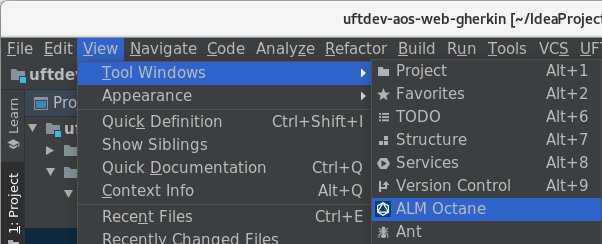 uftdev-aos-web-gherkin [~/IdeaProject
File Edit View Navigate Code Analyze Refactor Build Run Tools VCS UF
uftdev
Tool Windows
Appearance
Quick Definition Ctrl+Shift+I
Show Siblings
Quick Documentation Ctrl+Q
Context Info Alt+Q
Recent Files Ctrl+E
Recently Changed Files
Project Alt+1
Favorites Alt+2
TODO Alt+6
Structure Alt+7
Services Alt+8
Version Control Alt+9
ALM Octane
Ant
Pro
u
Learn
1: Project